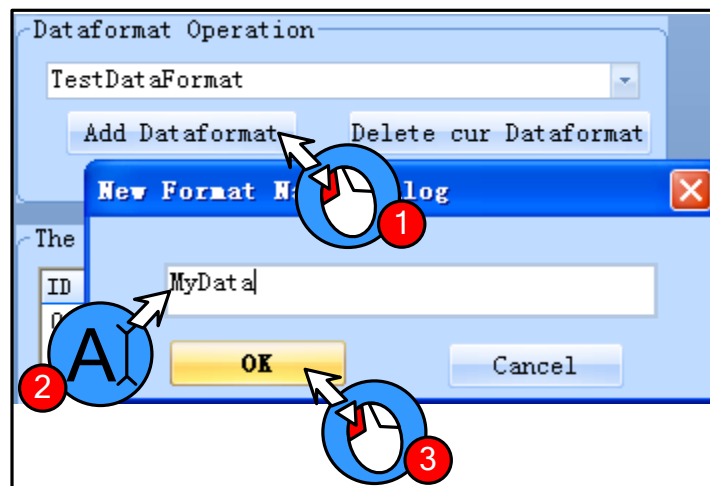 Dataformat Operation
TestDataFormat
Add Dataformat Delete cur Dataformat
New Format N log
1
The
ID
MyData
A
2
OK Cancel
3